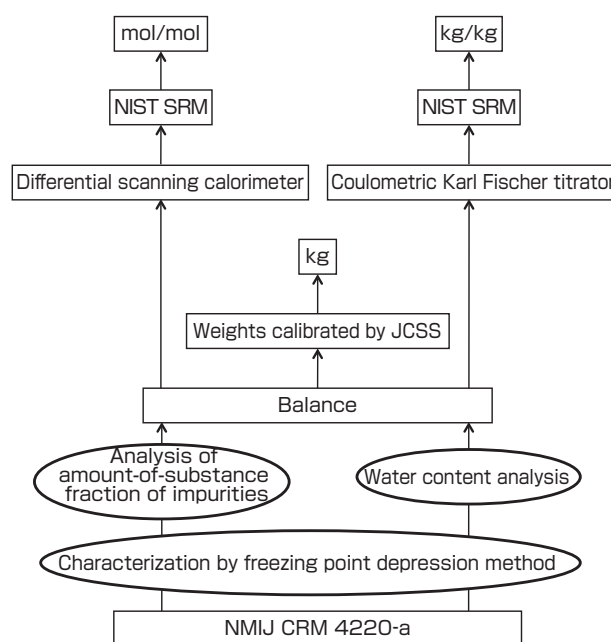 mol/mol
kg/kg
NIST SRM
NIST SRM
Differential scanning calorimeter
Coulometric Karl Fischer titrator
kg
Weights calibrated by JCSS
Balance
Analysis of
amount-of-substance
fraction of impurities
Water content analysis
Characterization by freezing point depression method
NMIJ CRM 4220-a